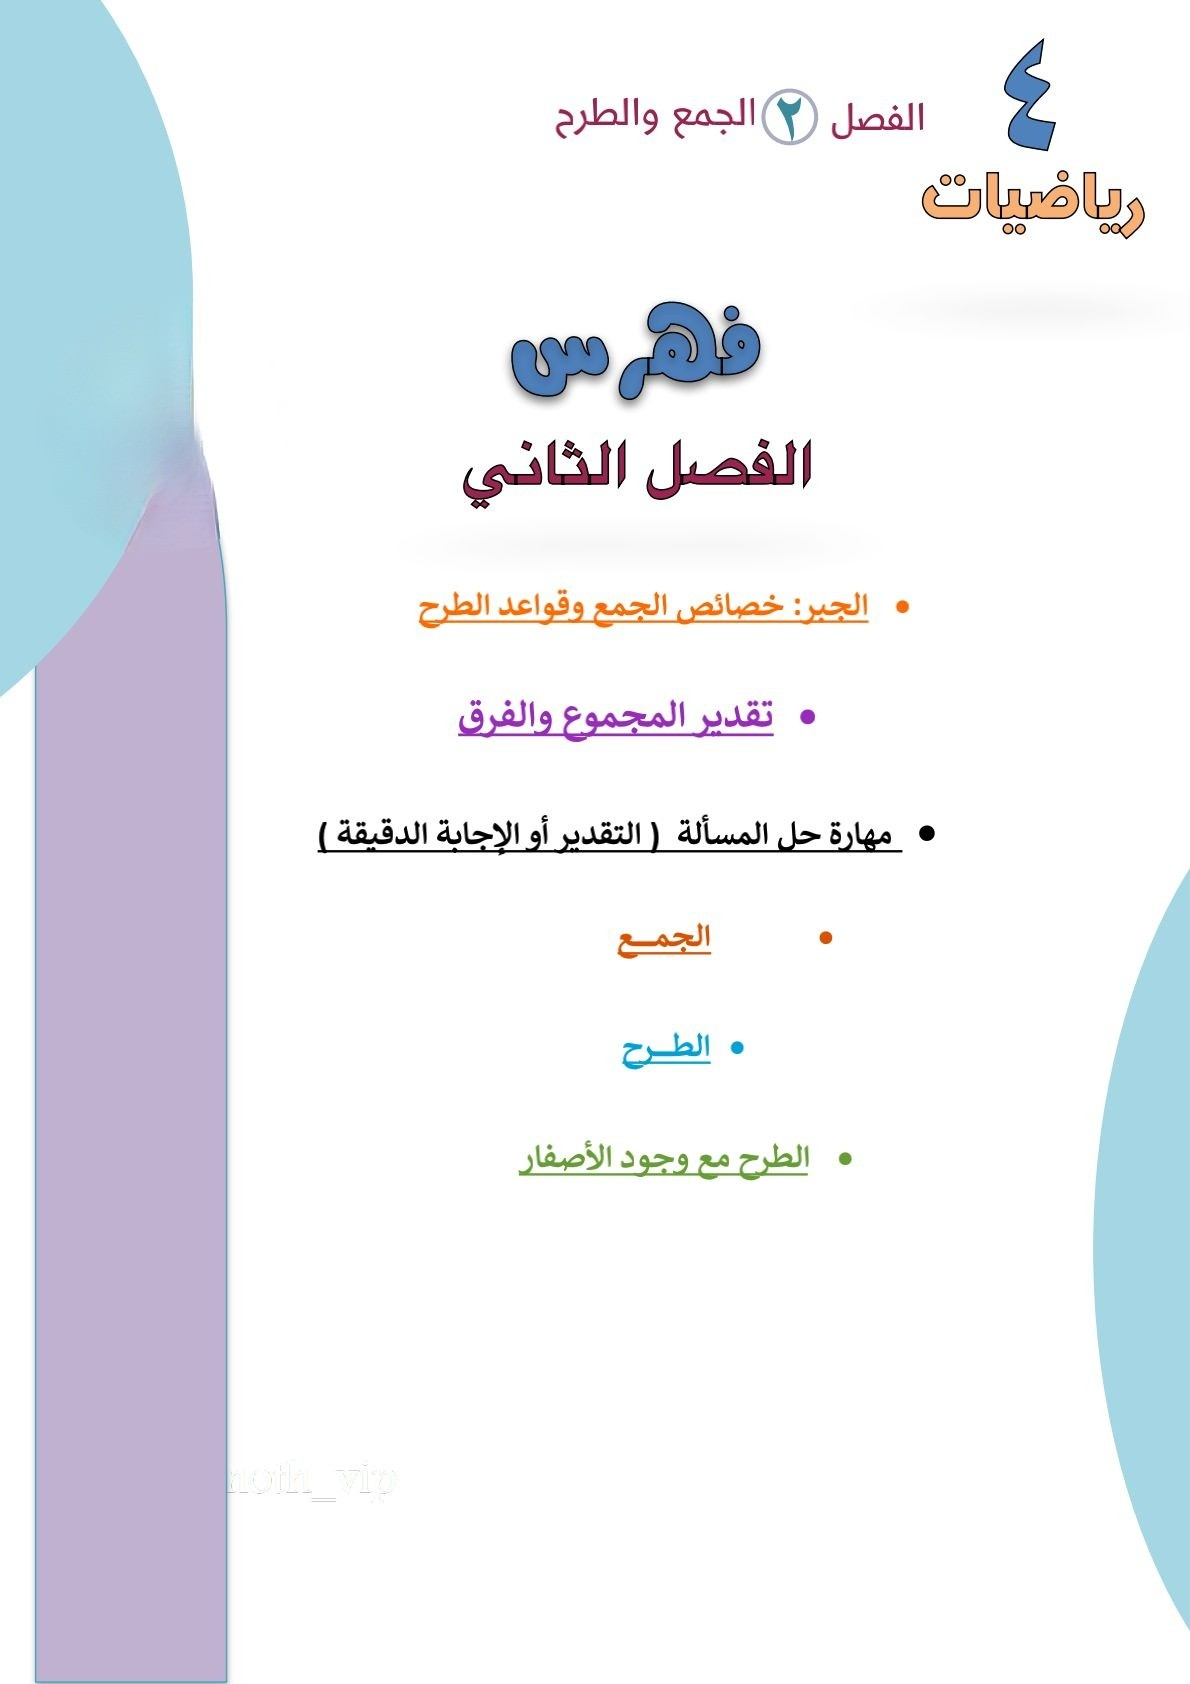 ٤
رياضيات
الفصل ٢ الجمع والطرح
فهرس
الفصل الثاني
• الجبر: خصائص الجمع وقواعد الطرح
• تقدير المجموع والفرق
• مهارة حل المسألة ( التقدير أو الإجابة الدقيقة )
• الجمــع
• الطــرح
• الطرح مع وجود الأصفار